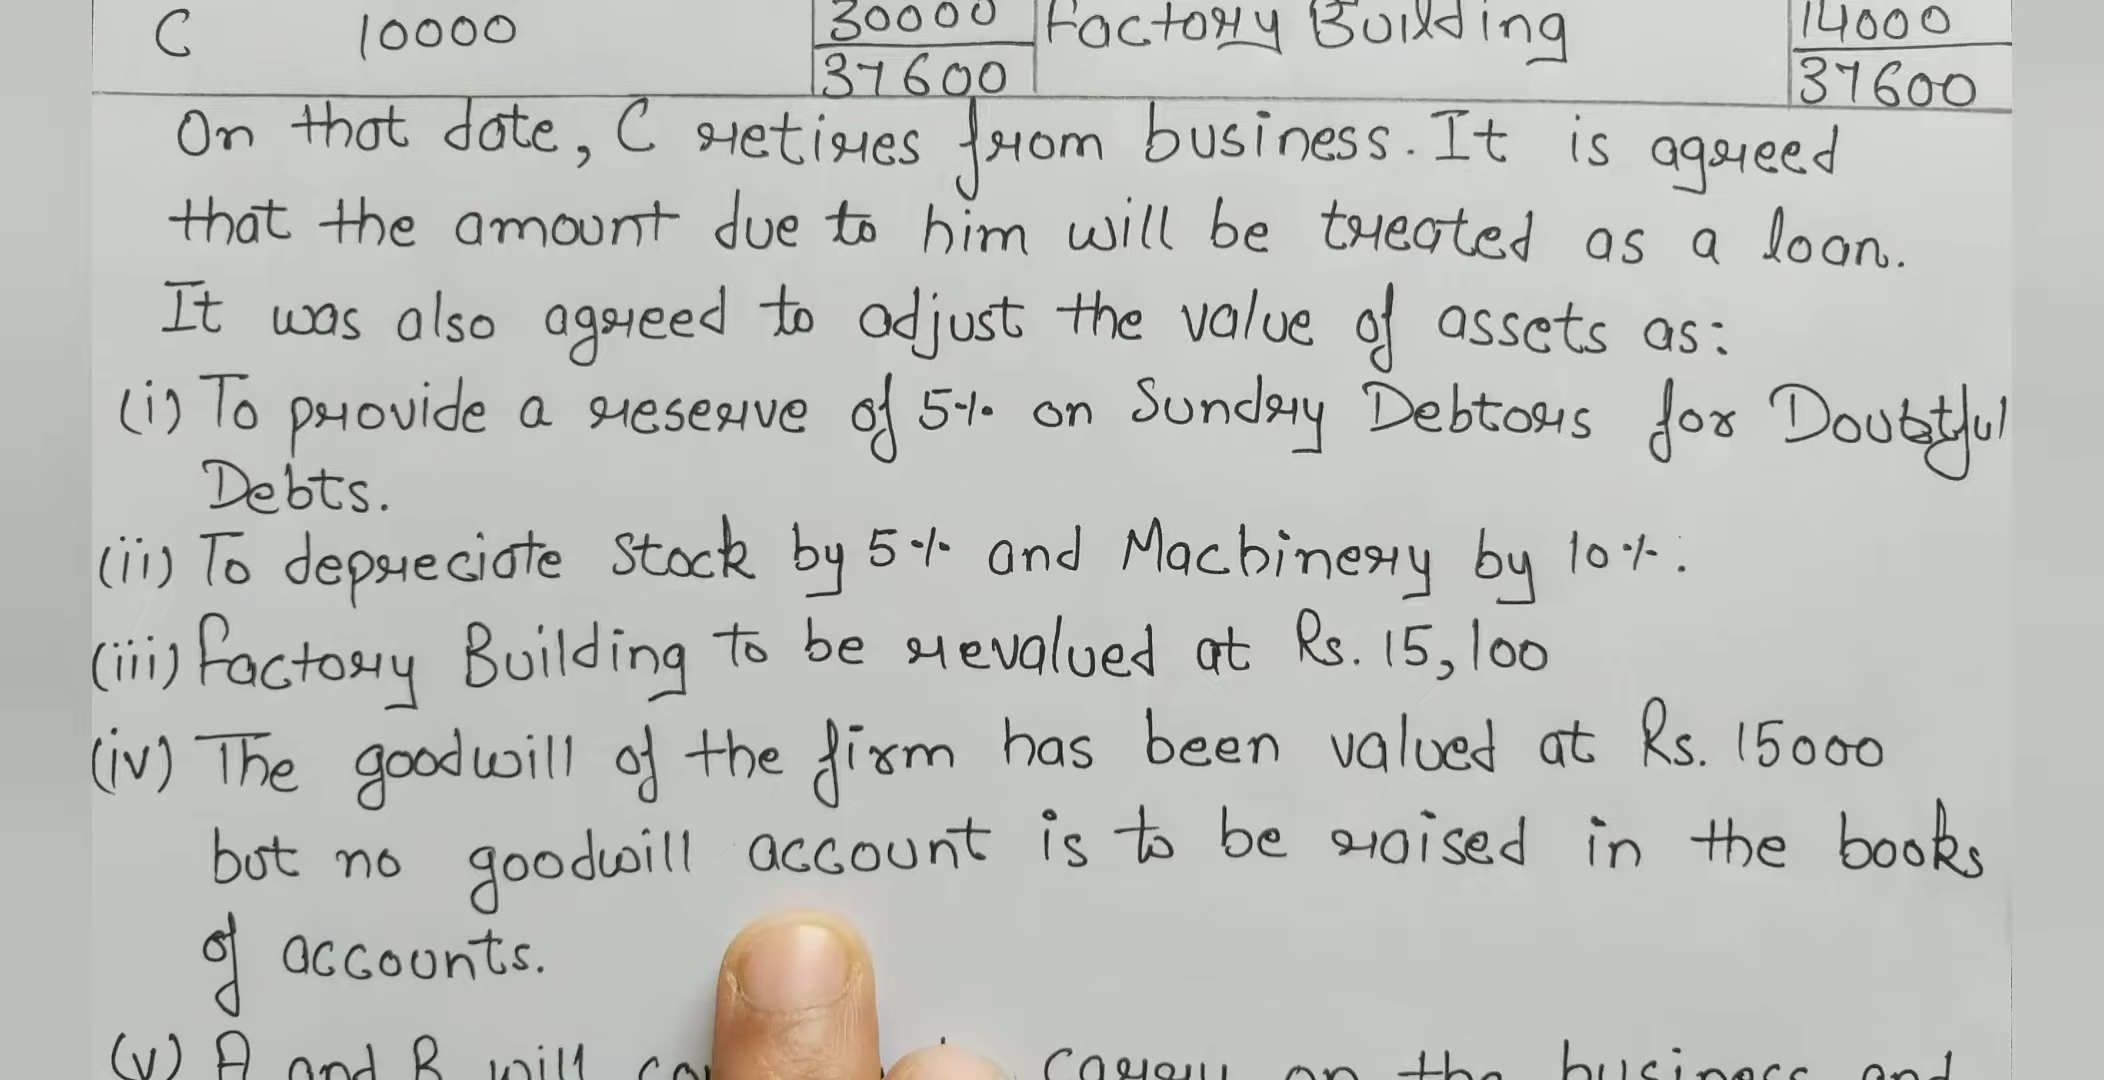 C 10000 30000 Factory Building 14000
37600 37600
On that date, C retires from business. It is agreed
that the amount due to him will be treated as a loan.
It was also agreed to adjust the value of assets as:
(i) To provide a reserve of 5% on Sundry Debtors for Doubtful
Debts.
(ii) To depreciate Stock by 5% and Machinery by 10%.
(iii) Factory Building to be revalued at Rs. 15,100
(iv) The goodwill of the firm has been valued at Rs. 15000
but no goodwill account is to be raised in the books
of accounts.
(v) A and B will carry on the business and